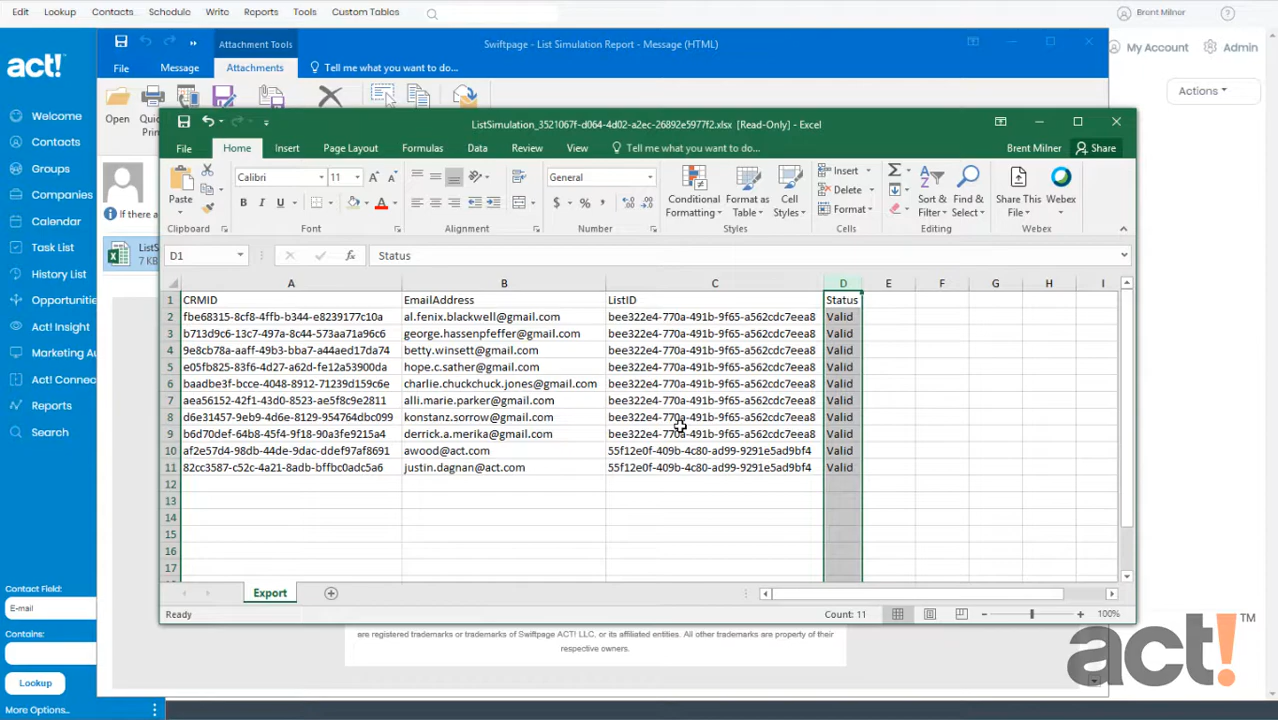 Edit Lookup Contacts Schedule Write Reports Tools Custom Tables Brent Milner
act!
Attachment Tools Swiftpage - List Simulation Report - Message (HTML)
File Message Attachments Tell me what you want to do...
My Account Admin
Actions
Open Quick Print
If there a
ListS
7 KB
Welcome
Contacts
Groups
Companies
Calendar
Task List
History List
Opportunities
Act! Insight
Marketing Au
Act! Connec
Reports
Search
Contact Field:
E-mail
Contains:
Lookup
More Options...
ListSimulation_3521067f-d064-4d02-a2ec-26892e5977f2.xlsx [Read-Only] - Excel
File Home Insert Page Layout Formulas Data Review View Tell me what you want to do... Brent Milner Share
Paste Calibri 11 General Conditional Formatting Format as Table Cell Styles Insert Delete Format Sort & Filter Find & Select Share This File Webex
Clipboard Font Alignment Number Styles Cells Editing Webex
D1 Status
A B C D E F G H I
1 CRMID EmailAddress ListID Status
2 fbe68315-8cf8-4ffb-b344-e8239177c10a al.fenix.blackwell@gmail.com bee322e4-770a-491b-9f65-a562cdc7eea8 Valid
3 b713d9c6-13c7-497a-8c44-573aa71a96c6 george.hassenpfeffer@gmail.com bee322e4-770a-491b-9f65-a562cdc7eea8 Valid
4 9e8cb78a-aaff-49b3-bba7-a44aed17da74 betty.winsett@gmail.com bee322e4-770a-491b-9f65-a562cdc7eea8 Valid
5 e05fb825-83f6-4d27-a62d-fe12a53900da hope.c.sather@gmail.com bee322e4-770a-491b-9f65-a562cdc7eea8 Valid
6 baadbe3f-bcce-4048-8912-71239d159c6e charlie.chuckchuck.jones@gmail.com bee322e4-770a-491b-9f65-a562cdc7eea8 Valid
7 aea56152-42f1-43d0-8523-ae5f8c9e2811 alli.marie.parker@gmail.com bee322e4-770a-491b-9f65-a562cdc7eea8 Valid
8 d6e31457-9eb9-4d6e-8129-954764dbc099 konstanz.sorrow@gmail.com bee322e4-770a-491b-9f65-a562cdc7eea8 Valid
9 b6d70def-64b8-45f4-9f18-90a3fe9215a4 derrick.a.merika@gmail.com bee322e4-770a-491b-9f65-a562cdc7eea8 Valid
10 af2e57d4-98db-44de-9dac-ddef97af8691 awood@act.com 55f12e0f-409b-4c80-ad99-9291e5ad9bf4 Valid
11 82cc3587-c52c-4a21-8adb-bffbc0adc5a6 justin.dagnan@act.com 55f12e0f-409b-4c80-ad99-9291e5ad9bf4 Valid
12
13
14
15
16
17
Export
Ready Count: 11 100%
are registered trademarks or trademarks of Swiftpage ACT! LLC, or its affiliated entities. All other trademarks are property of their
respective owners.
act! TM